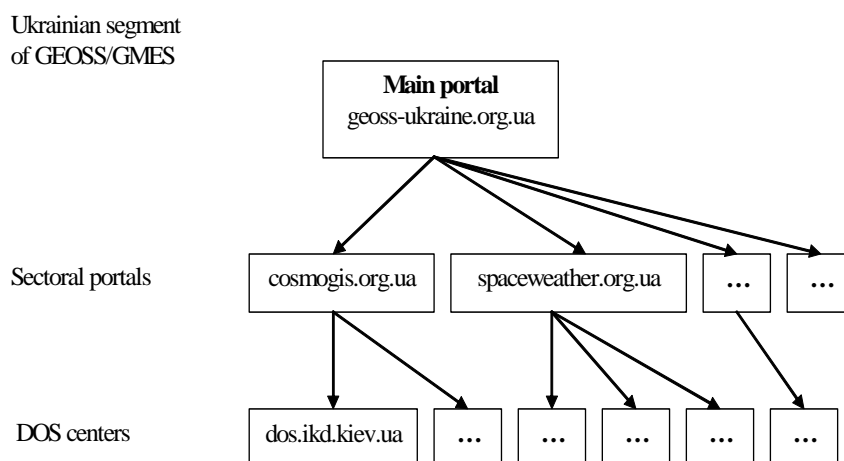 Ukrainian segment
of GEOSS/GMES
Main portal
geoss-ukraine.org.ua
Sectoral portals
cosmogis.org.ua
spaceweather.org.ua
...
...
DOS centers
dos.ikd.kiev.ua
...
...
...
...
...